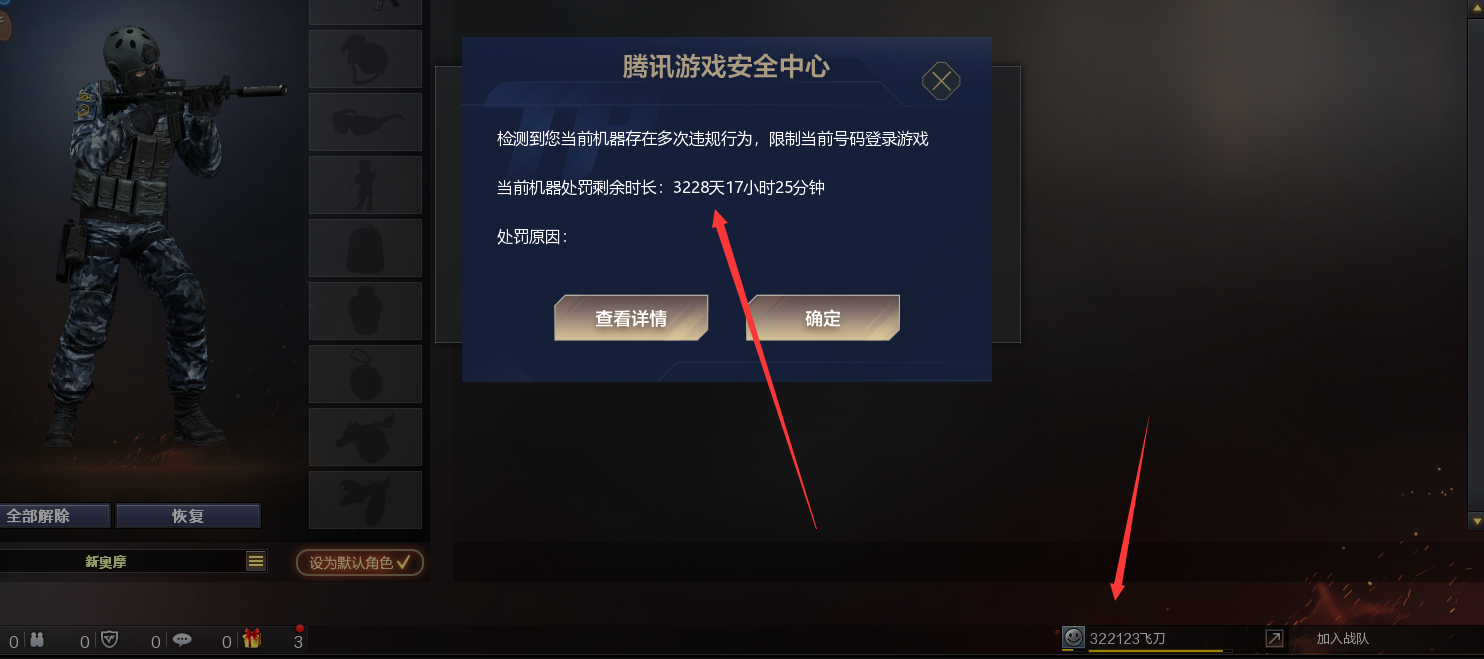 腾讯游戏安全中心
检测到您当前机器存在多次违规行为，限制当前号码登录游戏
当前机器处罚剩余时长：3228天17小时25分钟
处罚原因：
查看详情
确定
全部解除
恢复
新奥摩
设为默认角色
0
0
0
0
3
322123飞刀
加入战队